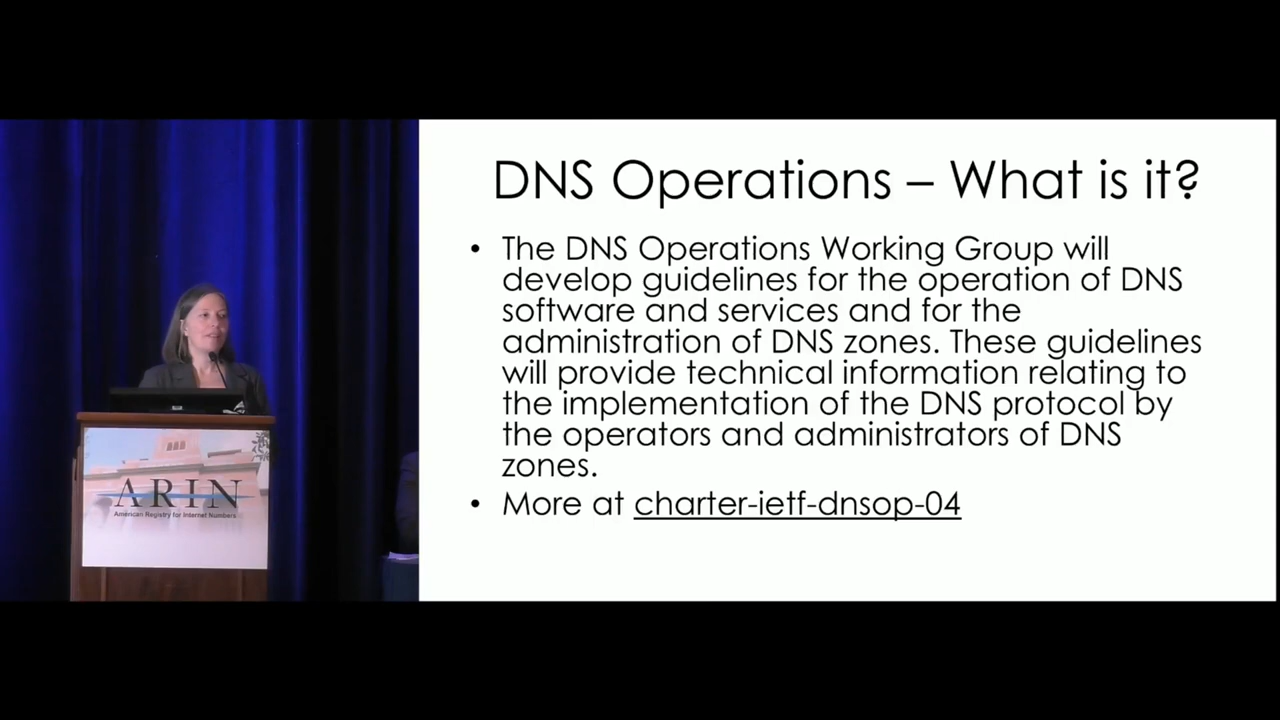 DNS Operations – What is it?
• The DNS Operations Working Group will
develop guidelines for the operation of DNS
software and services and for the
administration of DNS zones. These guidelines
will provide technical information relating to
the implementation of the DNS protocol by
the operators and administrators of DNS
zones.
• More at charter-ietf-dnsop-04
ARIN
American Registry for Internet Numbers